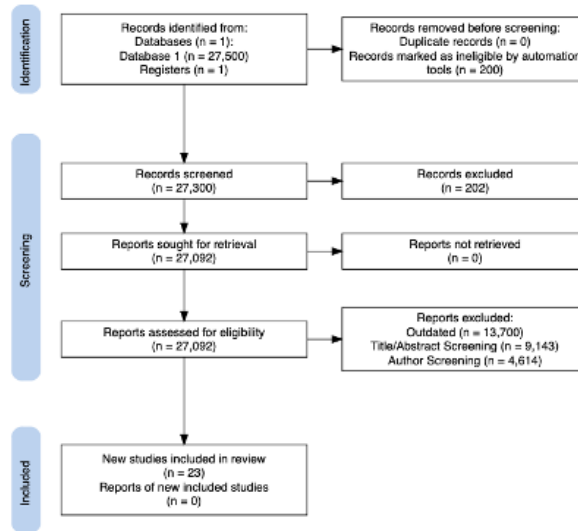 Identification
Records identified from:
Databases (n = 1):
Database 1 (n = 27,500)
Registers (n = 1)
Records removed before screening:
Duplicate records (n = 0)
Records marked as ineligible by automation
tools (n = 200)
Screening
Records screened
(n = 27,300)
Records excluded
(n = 202)
Reports sought for retrieval
(n = 27,092)
Reports not retrieved
(n = 0)
Reports assessed for eligibility
(n = 27,092)
Reports excluded:
Outdated (n = 13,700)
Title/Abstract Screening (n = 9,143)
Author Screening (n = 4,614)
Included
New studies included in review
(n = 23)
Reports of new included studies
(n = 0)